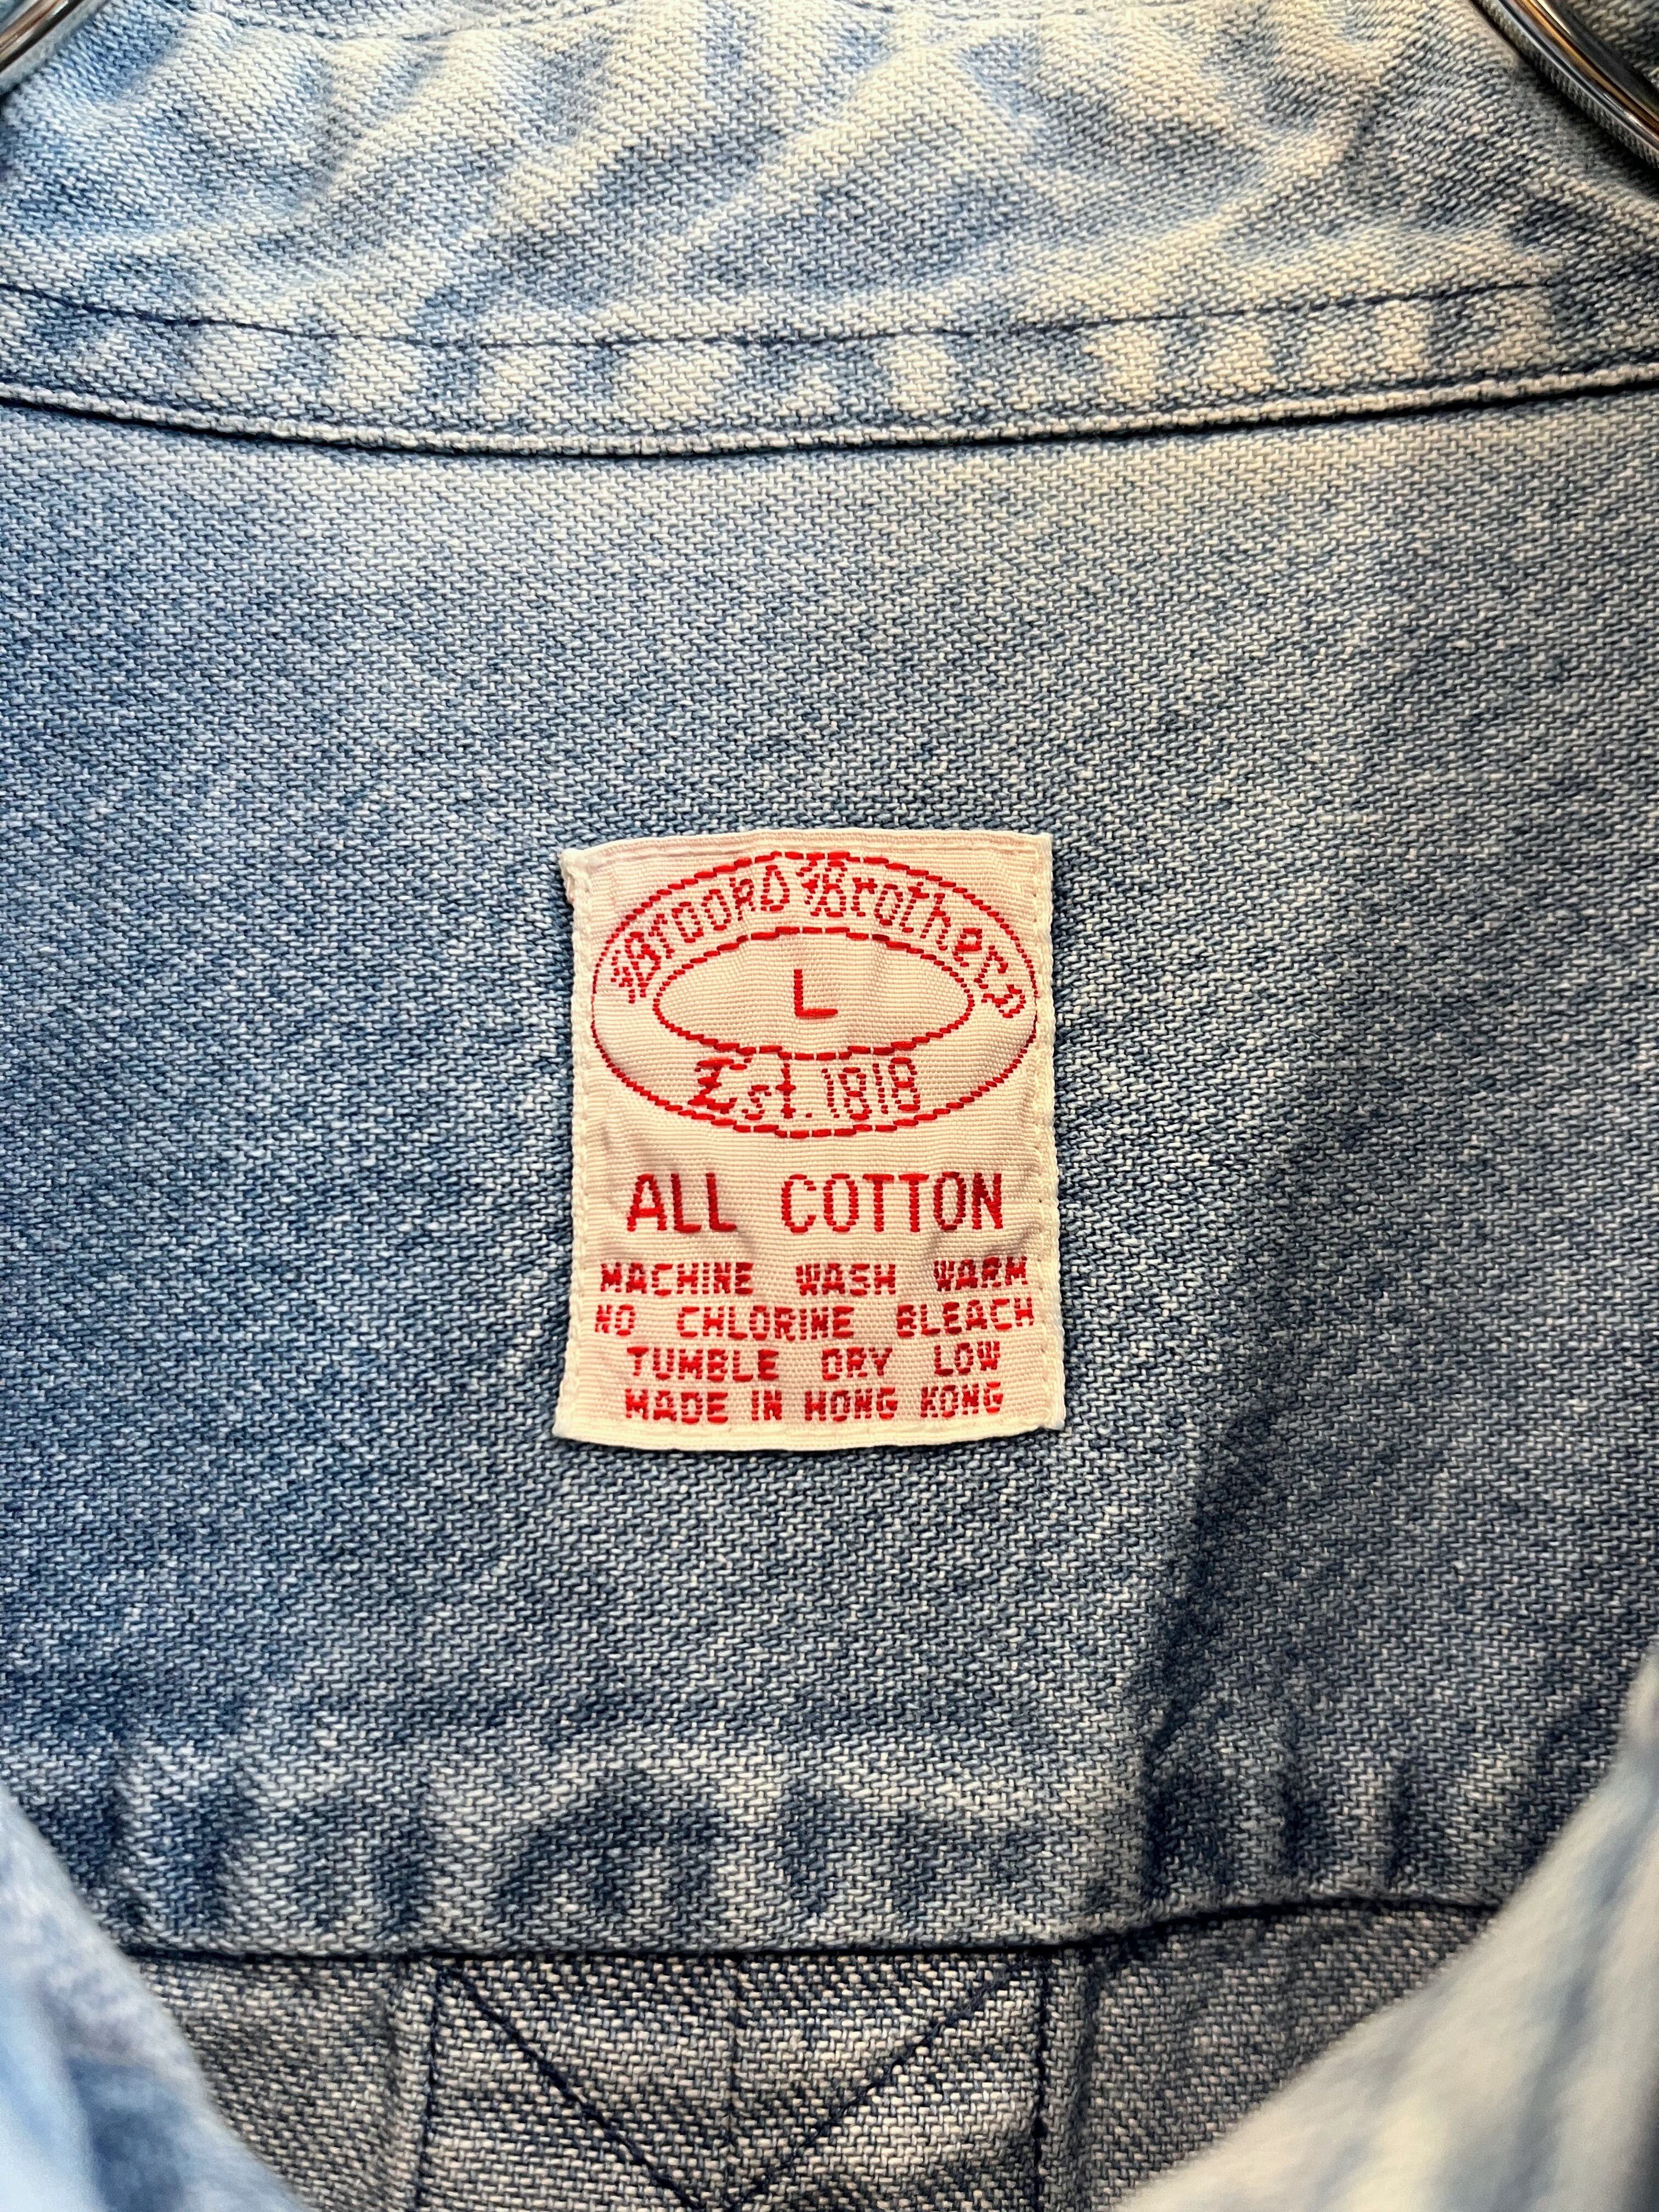 Brooks Brothers
L
Est. 1818
ALL COTTON
MACHINE WASH WARM
NO CHLORINE BLEACH
TUMBLE DRY LOW
MADE IN HONG KONG